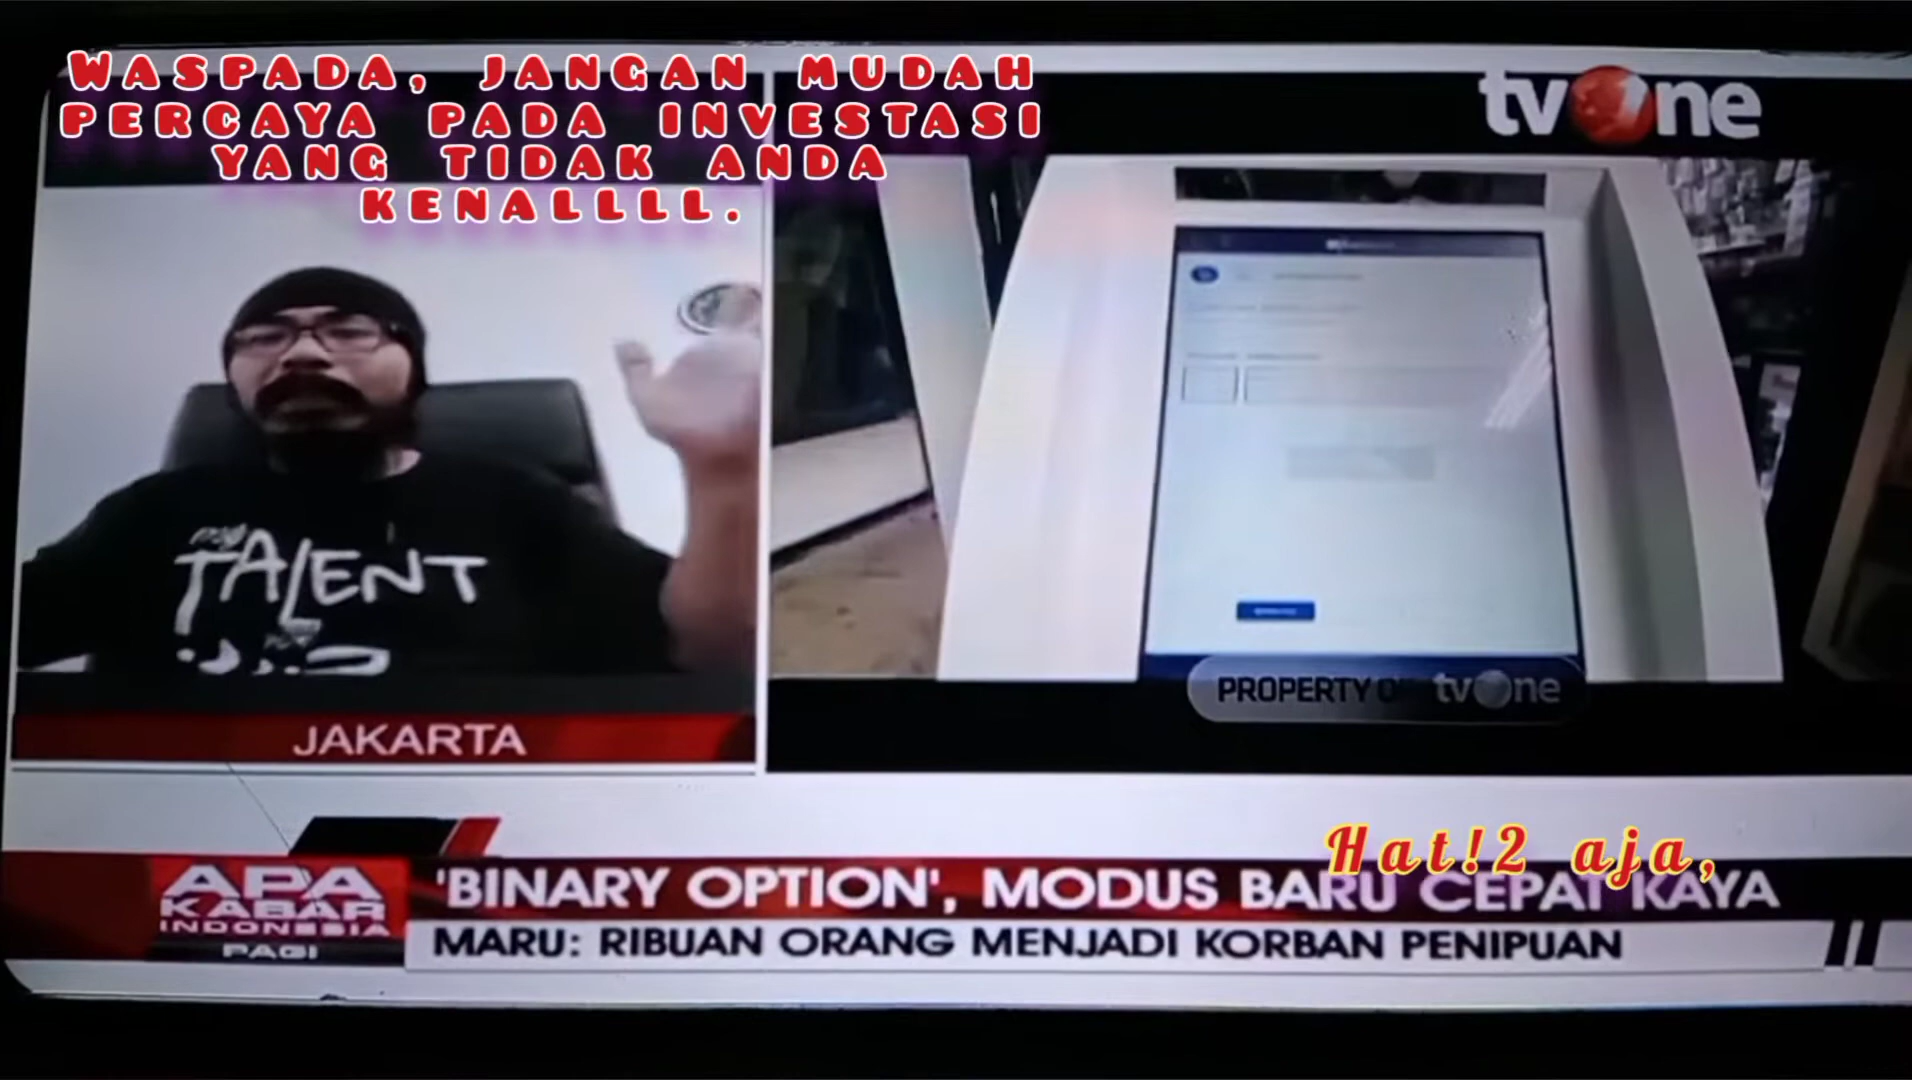 WASPADA, JANGAN MUDAH
PERCAYA PADA INVESTASI
YANG TIDAK ANDA
KENALLLL.
tvOne
my
TALENT
JAKARTA
PROPERTY O tvOne
Hat!2 aja,
APA
KABAR
INDONESIA
PAGI
'BINARY OPTION', MODUS BARU CEPAT KAYA
MARU: RIBUAN ORANG MENJADI KORBAN PENIPUAN